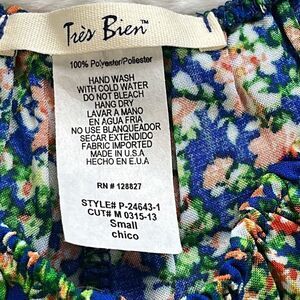 Très Bien™
100% Polyester/Poliester
HAND WASH
WITH COLD WATER
DO NOT BLEACH
HANG DRY
LAVAR A MANO
EN AGUA FRIA
NO USE BLANQUEADOR
SECAR EXTENDIDO
FABRIC IMPORTED
MADE IN U.S.A
HECHO EN E.U.A
RN # 128827
STYLE# P-24643-1
CUT# M 0315-13
Small
chico